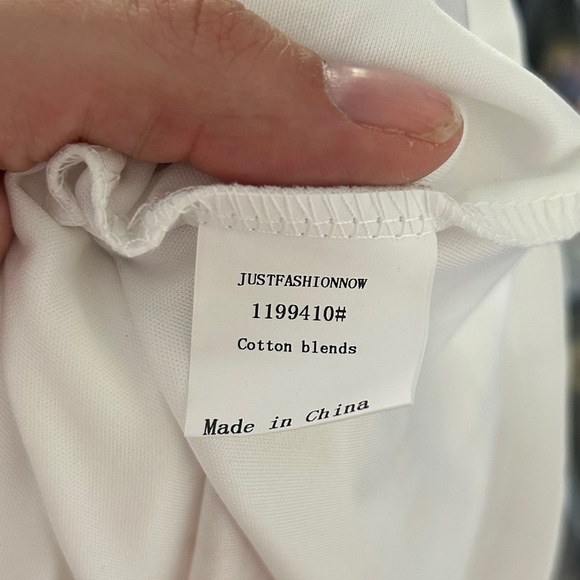 JUSTFASHIONNOW
1199410#
Cotton blends
Made in China